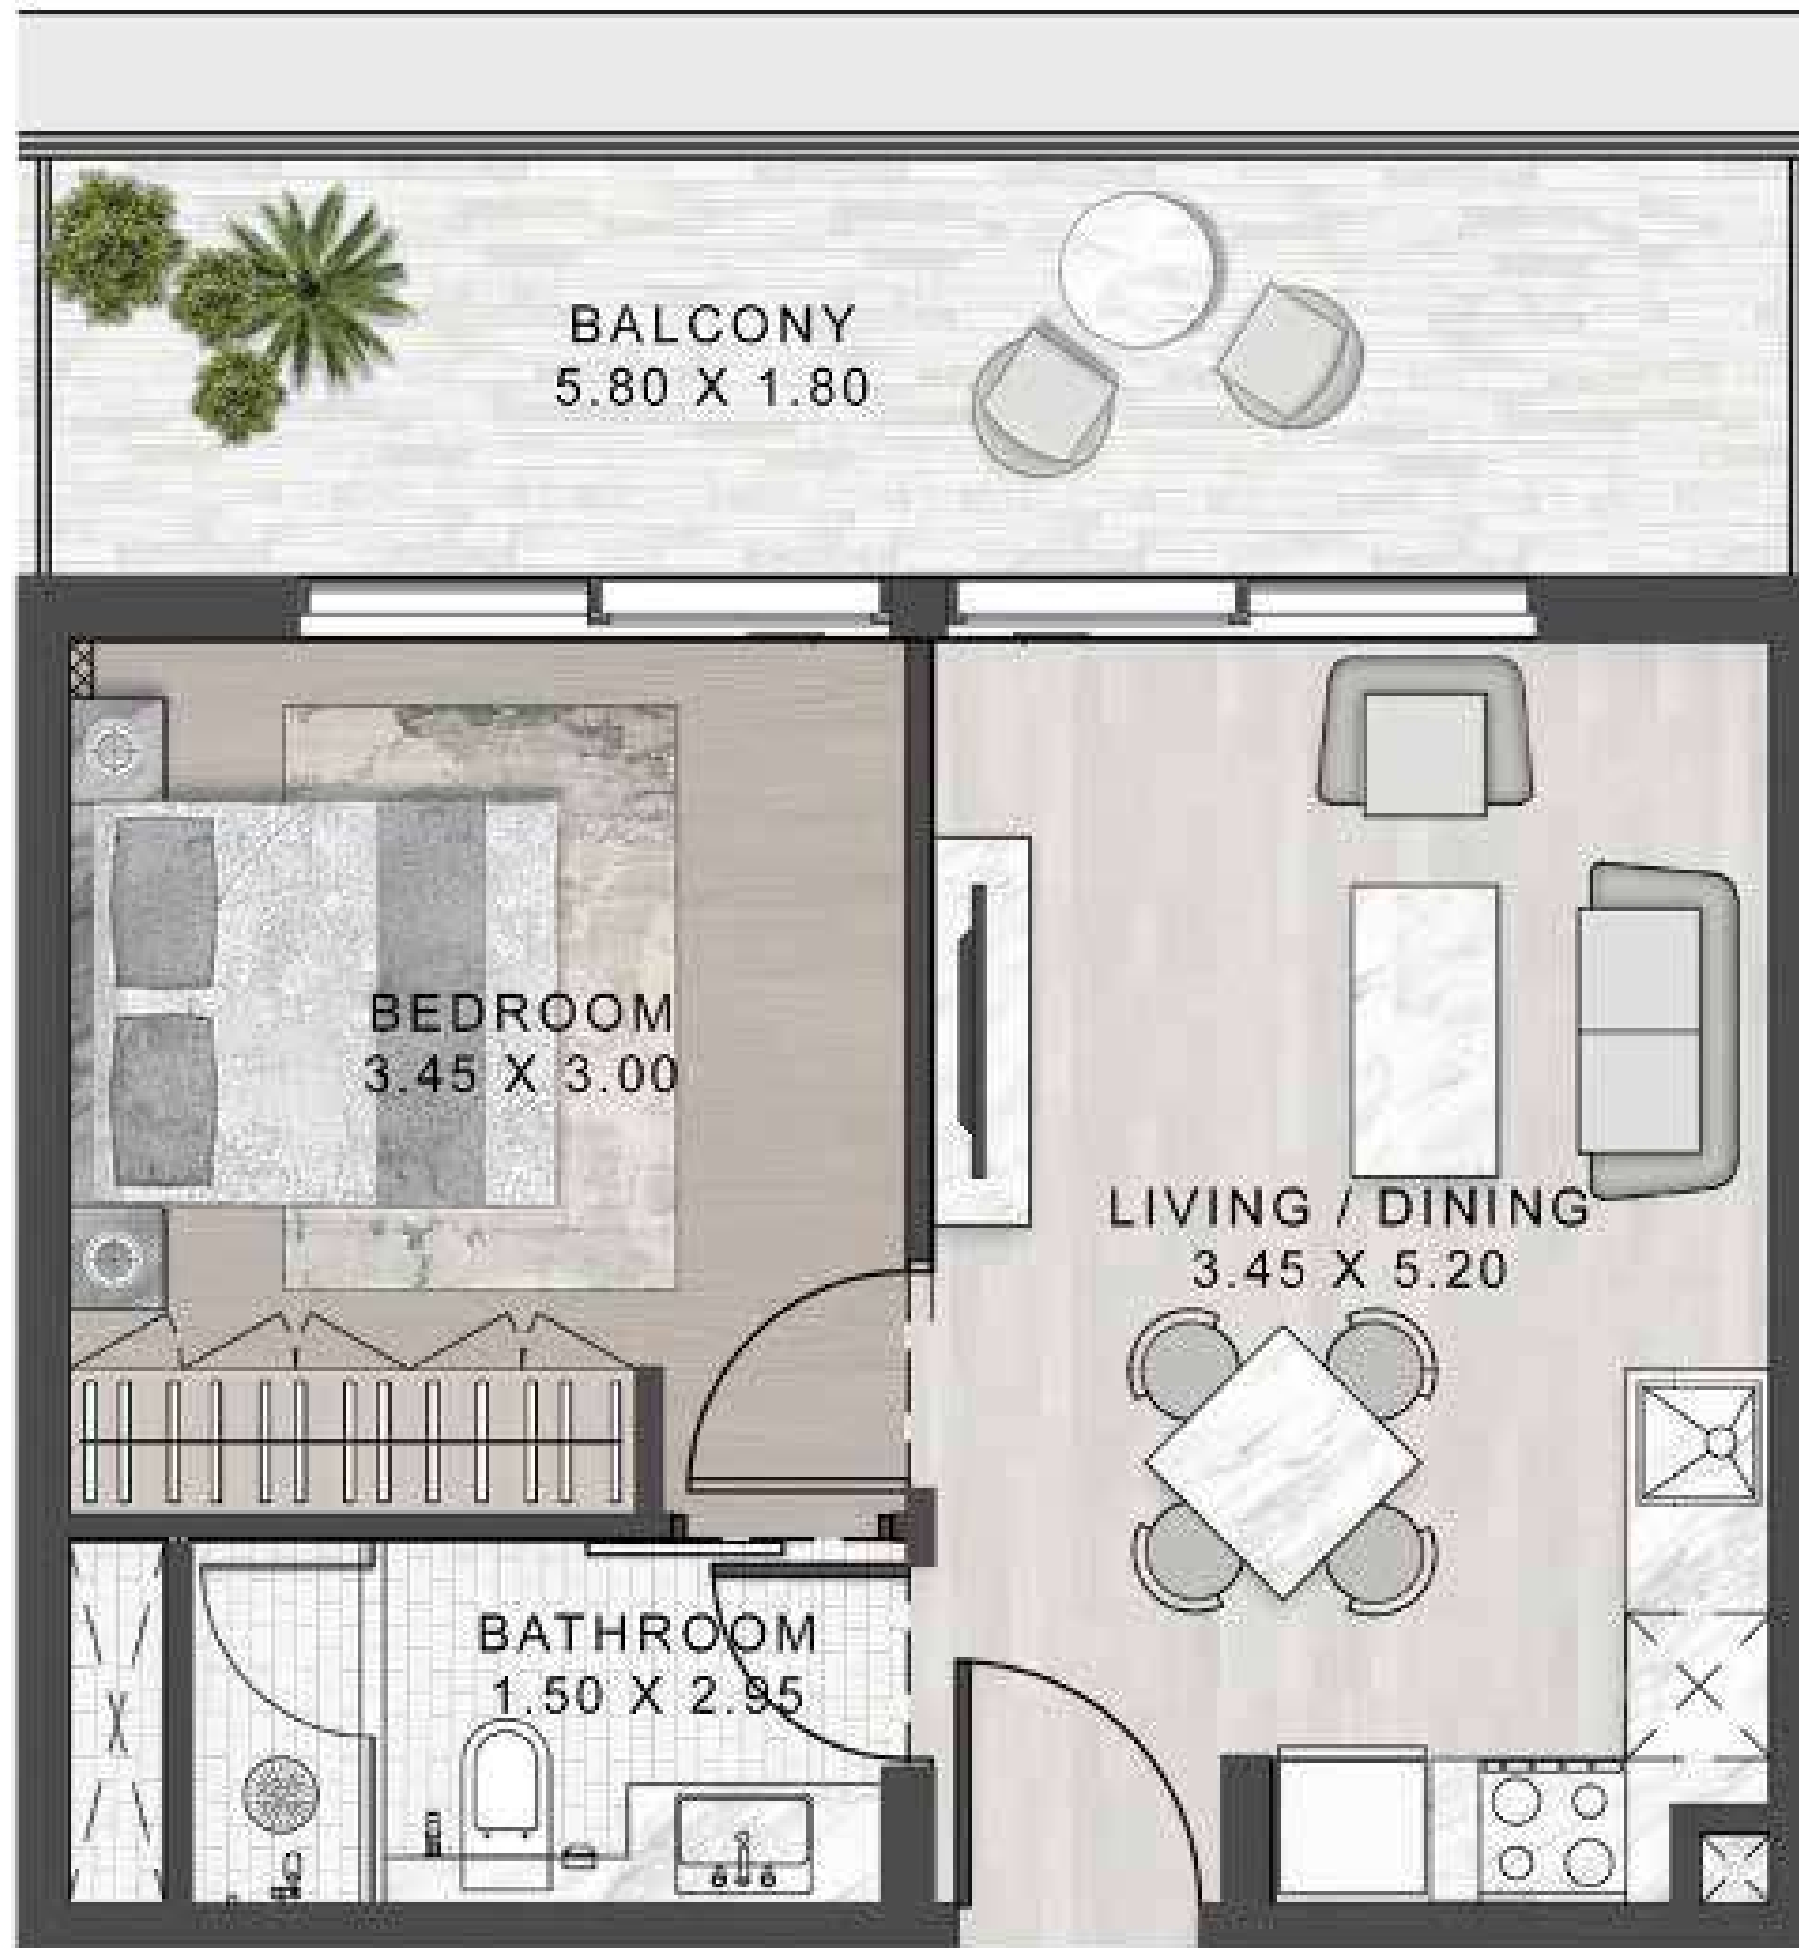 BALCONY
5.80 X 1.80
BEDROOM
3.45 X 3.00
LIVING / DINING
3.45 X 5.20
BATHROOM
1.50 X 2.95